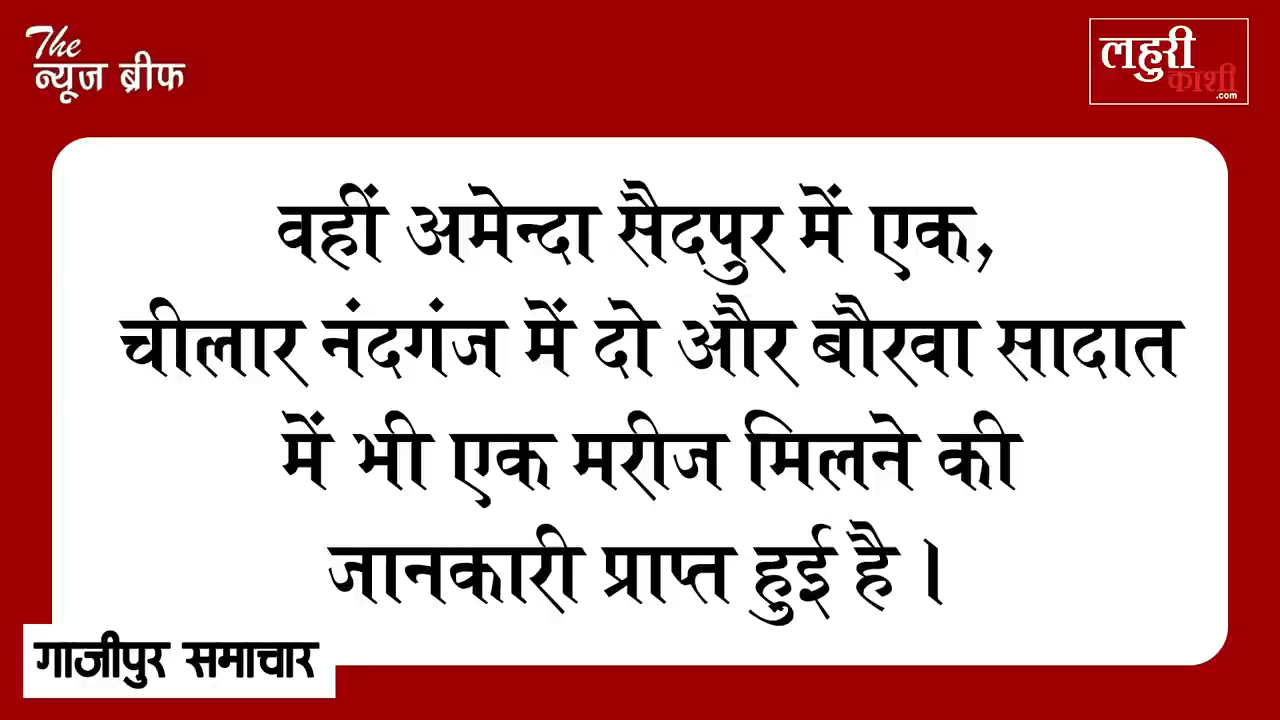 The
न्यूज ब्रीफ
लहुरी
काशी
.com
वहीं अमेन्दा सैदपुर में एक,
चीलार नंदगंज में दो और बौरवा सादात
में भी एक मरीज मिलने की
जानकारी प्राप्त हुई है ।
गाजीपुर समाचार